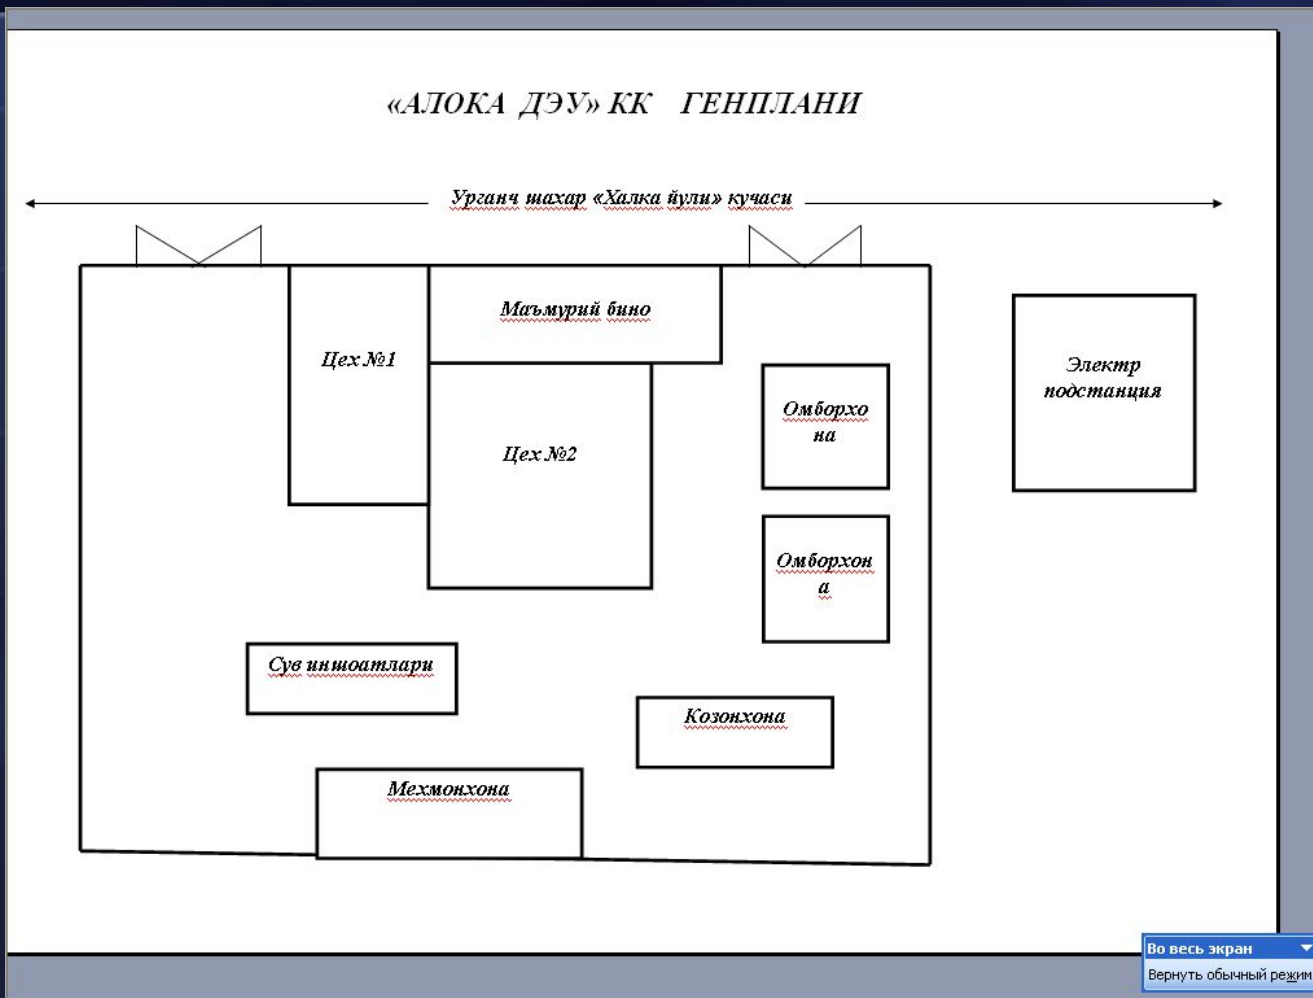 «АЛОКА ДЭУ» КК ГЕНПЛАНИ
Урганч шахар «Халка йули» кучаси
Маъмурий бино
Цех №1
Электр
подстанция
Омборхо
на
Цех №2
Омборхон
а
Сув иншоатлари
Козонхона
Мехмонхона
Во весь экран
Вернуть обычный режим